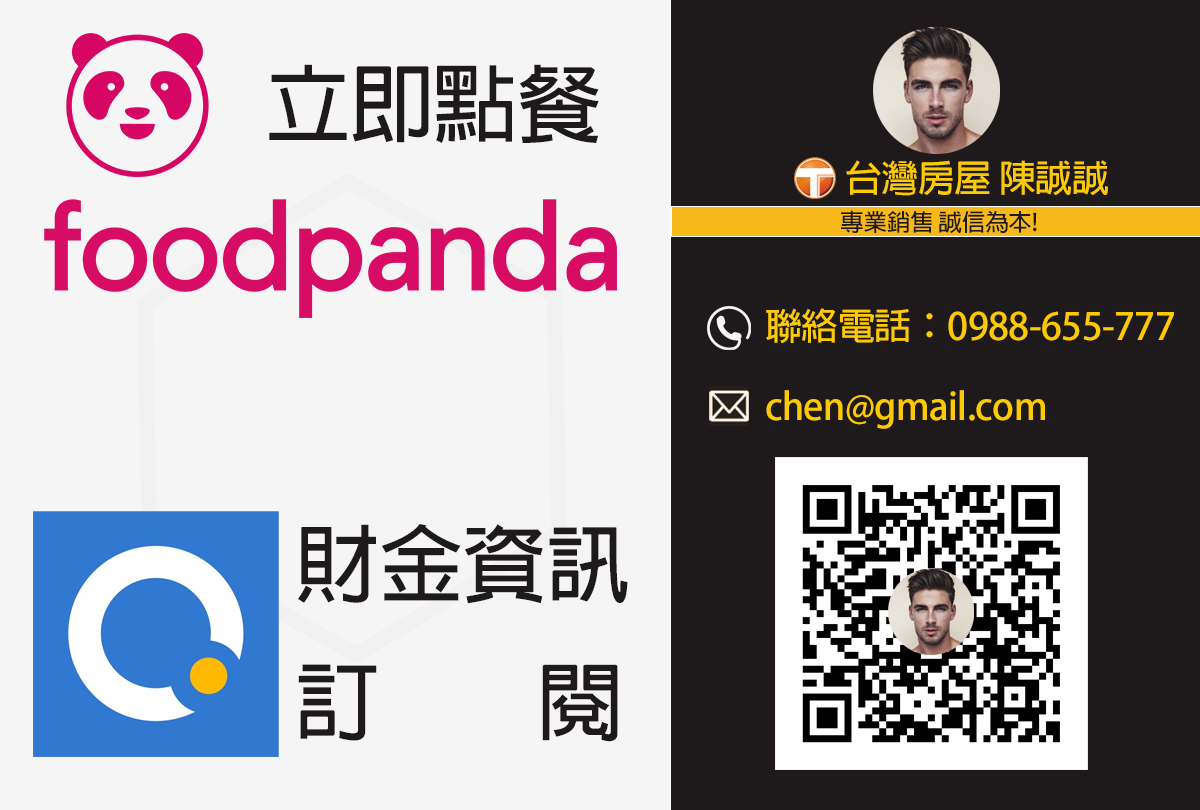 立即點餐
foodpanda
財金資訊
訂 閱
台灣房屋 陳誠誠
專業銷售 誠信為本!
聯絡電話：0988-655-777
chen@gmail.com